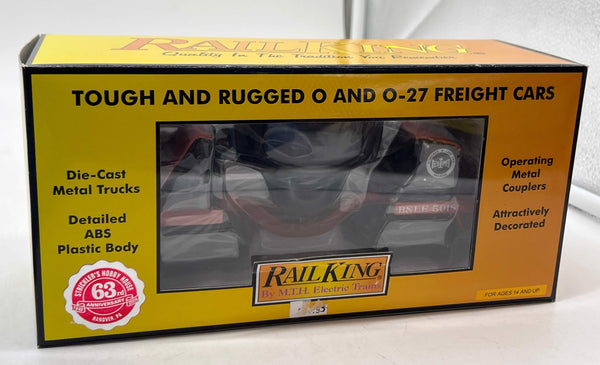 RAILKING
Quality In The Tradition You Remember
TOUGH AND RUGGED O AND O-27 FREIGHT CARS
Die-Cast
Metal Trucks
Detailed
ABS
Plastic Body
Operating
Metal
Couplers
Attractively
Decorated
STRICKLER'S HOBBY HOUSE
63rd
ANNIVERSARY
HANOVER, PA
RAILKING
By M.T.H. Electric Trains
FOR AGES 14 AND UP